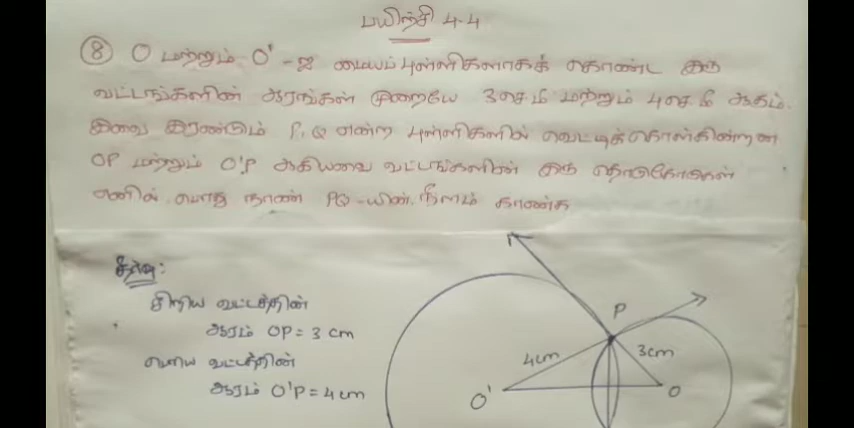 பயிற்சி 4.4
⑧ O மற்றும் O' -ஐ மையப்புள்ளிகளாகக் கொண்ட இரு
வட்டங்களின் ஆரங்கள் முறையே 3செ.மீ மற்றும் 4செ.மீ ஆகும்.
இவை இரண்டும் P, Q என்ற புள்ளிகளில் வெட்டிக்கொள்கின்றன
OP மற்றும் O'P ஆகியவை வட்டங்களின் இரு தொடுகோடுகள்
எனில் பொது நாண் PQ -யின் நீளம் காண்க
தீர்வு:
சிறிய வட்டத்தின்
ஆரம் OP = 3 cm
பெரிய வட்டத்தின்
ஆரம் O'P = 4 cm
P
4cm
3cm
O'
O